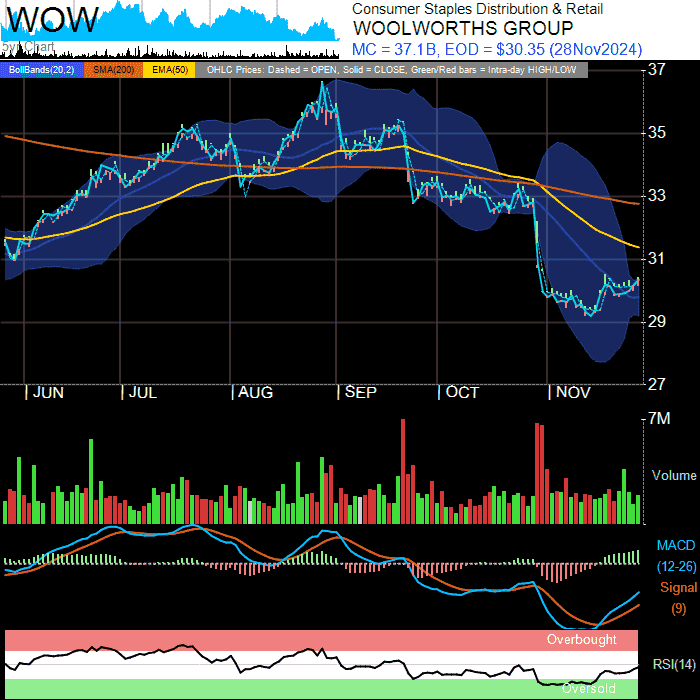 WOW
5yr Chart
Consumer Staples Distribution & Retail
WOOLWORTHS GROUP
MC = 37.1B, EOD = $30.35 (28Nov2024)
BollBands(20,2) SMA(200) EMA(50) OHLC Prices: Dashed = OPEN, Solid = CLOSE, Green/Red bars = Intra-day HIGH/LOW
37
35
33
31
29
27
JUN JUL AUG SEP OCT NOV
7M
Volume
MACD
(12-26)
Signal
(9)
Overbought
RSI(14)
Oversold